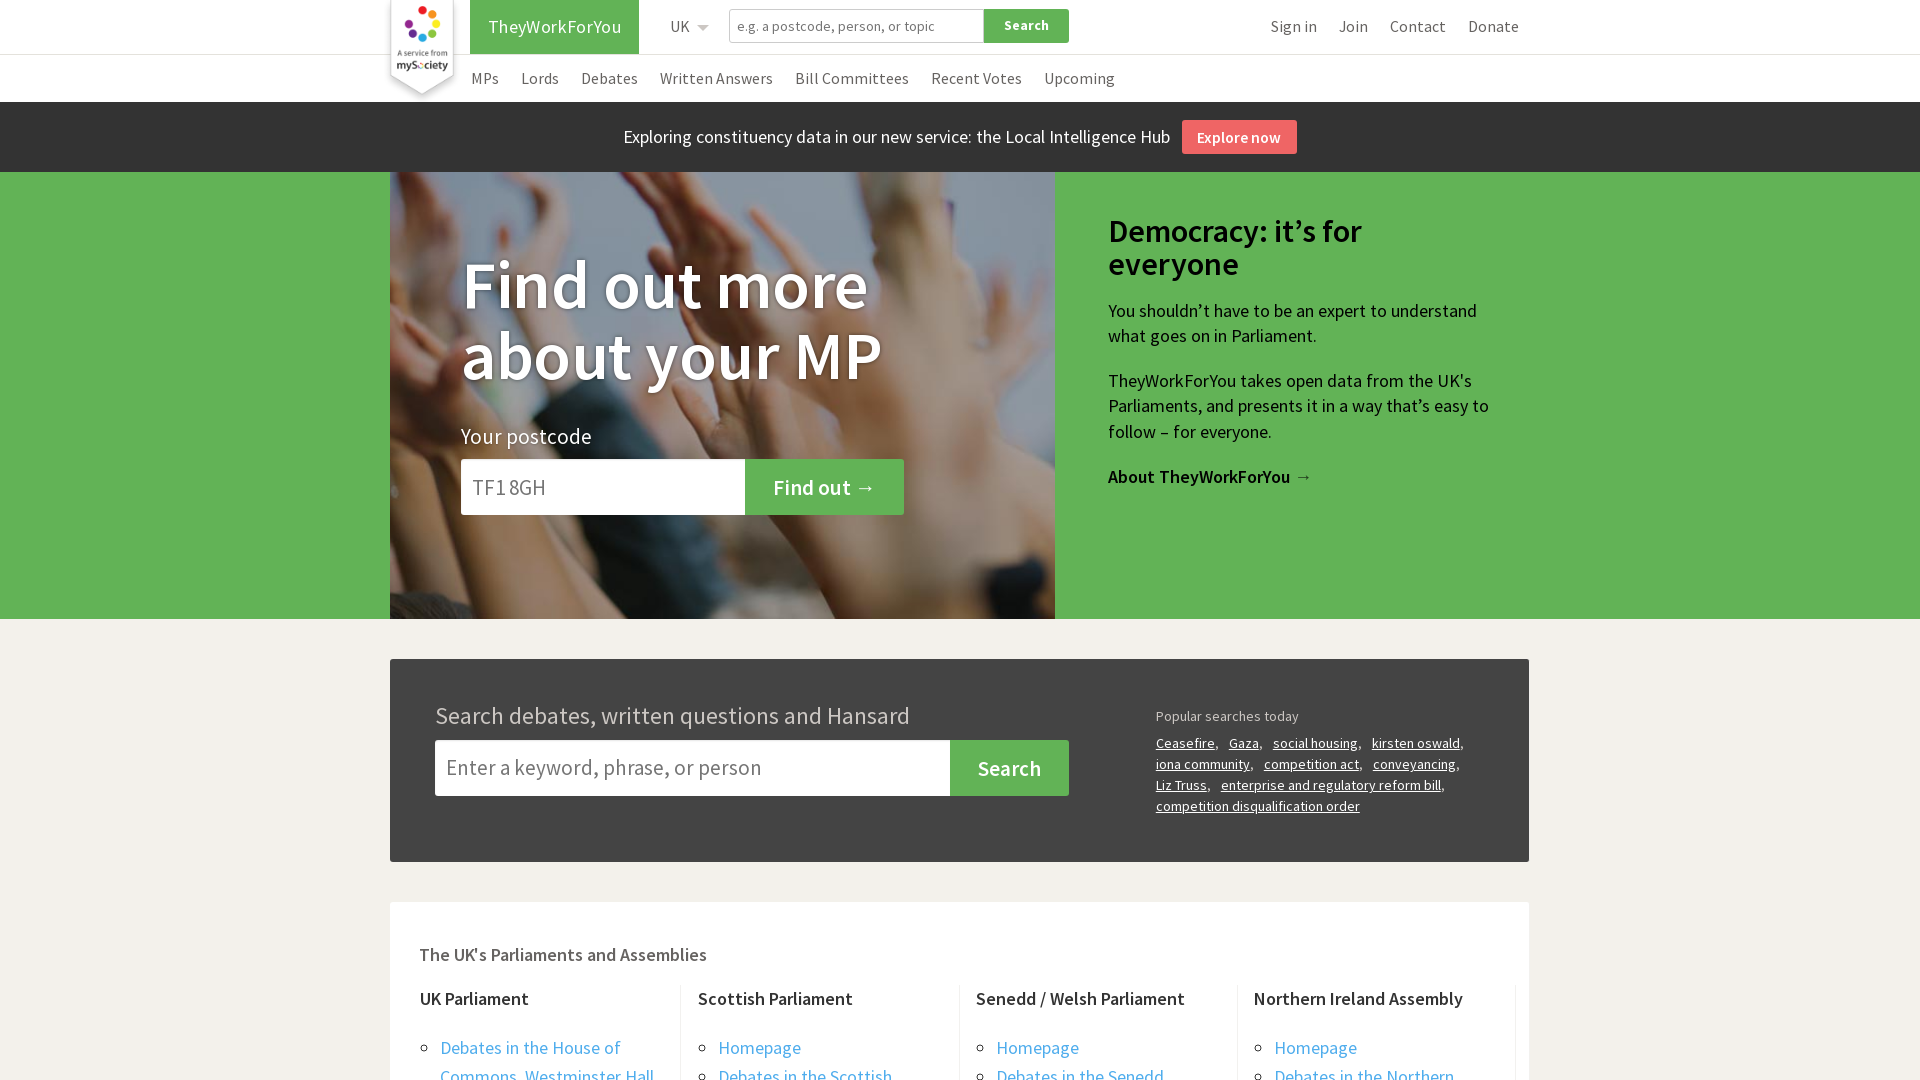 A service from
mySociety
TheyWorkForYou
UK
e.g. a postcode, person, or topic
Search
Sign in
Join
Contact
Donate
MPs
Lords
Debates
Written Answers
Bill Committees
Recent Votes
Upcoming
Exploring constituency data in our new service: the Local Intelligence Hub
Explore now
Find out more
about your MP
Your postcode
TF1 8GH
Find out →
Democracy: it’s for
everyone
You shouldn’t have to be an expert to understand
what goes on in Parliament.
TheyWorkForYou takes open data from the UK's
Parliaments, and presents it in a way that’s easy to
follow – for everyone.
About TheyWorkForYou →
Search debates, written questions and Hansard
Enter a keyword, phrase, or person
Search
Popular searches today
Ceasefire, Gaza, social housing, kirsten oswald,
iona community, competition act, conveyancing,
Liz Truss, enterprise and regulatory reform bill,
competition disqualification order
The UK's Parliaments and Assemblies
UK Parliament
Debates in the House of
Commons, Westminster Hall
Scottish Parliament
Homepage
Debates in the Scottish
Senedd / Welsh Parliament
Homepage
Debates in the Senedd
Northern Ireland Assembly
Homepage
Debates in the Northern